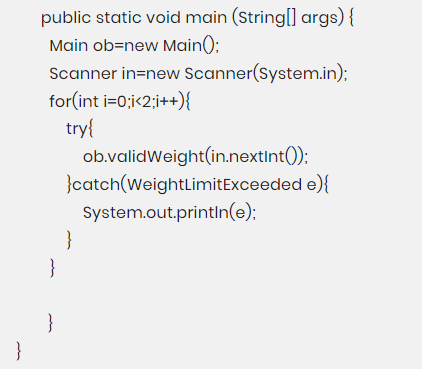 public static void main (String[] args) {
Main ob=new Main();
Scanner in=new Scanner(System.in);
for(int i=0;i<2;i++){
try{
ob.validWeight(in.nextInt());
}catch(WeightLimitExceeded e){
System.out.println(e);
}
}
}
}